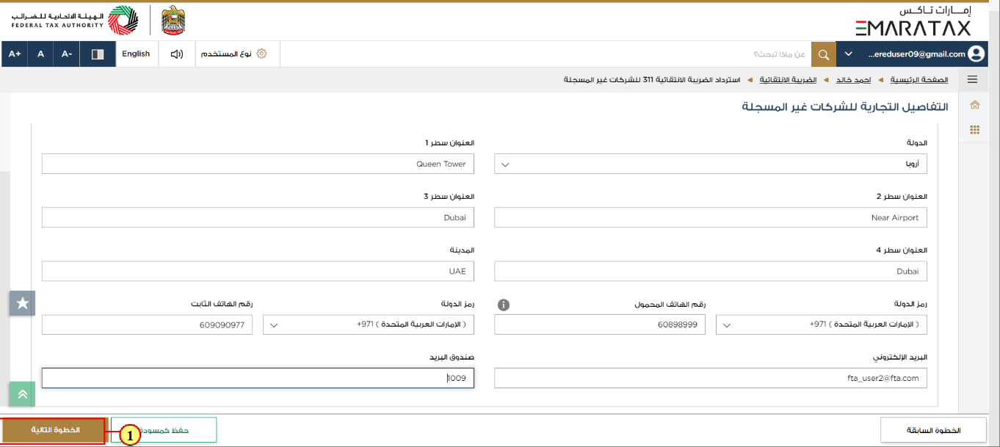 إمـــارات تـاكــس
EMARATAX
الهيئة الاتحادية للـضــرائــب
FEDERAL TAX AUTHORITY
ereduser09@gmail.com...
عن ماذا تبحث؟
نوع المستخدم
English
A-
A
A+
الصفحة الرئيسية ◄ احمد خالد ◄ الضريبة الانتقائية ◄ استرداد الضريبة الانتقائية 311 للشركات غير المسجلة
التفاصيل التجارية للشركات غير المسجلة
الدولة
أروبا
العنوان سطر 1
Queen Tower
العنوان سطر 2
Near Airport
العنوان سطر 3
Dubai
العنوان سطر 4
Dubai
المدينة
UAE
رمز الدولة
( الإمارات العربية المتحدة ) 971+
رقم الهاتف المحمول
60898999
رمز الدولة
( الإمارات العربية المتحدة ) 971+
رقم الهاتف الثابت
609090977
البريد الإلكتروني
fta_user2@fta.com
صندوق البريد
1009
الخطوة السابقة
حفظ كمسودة
1
الخطوة التالية